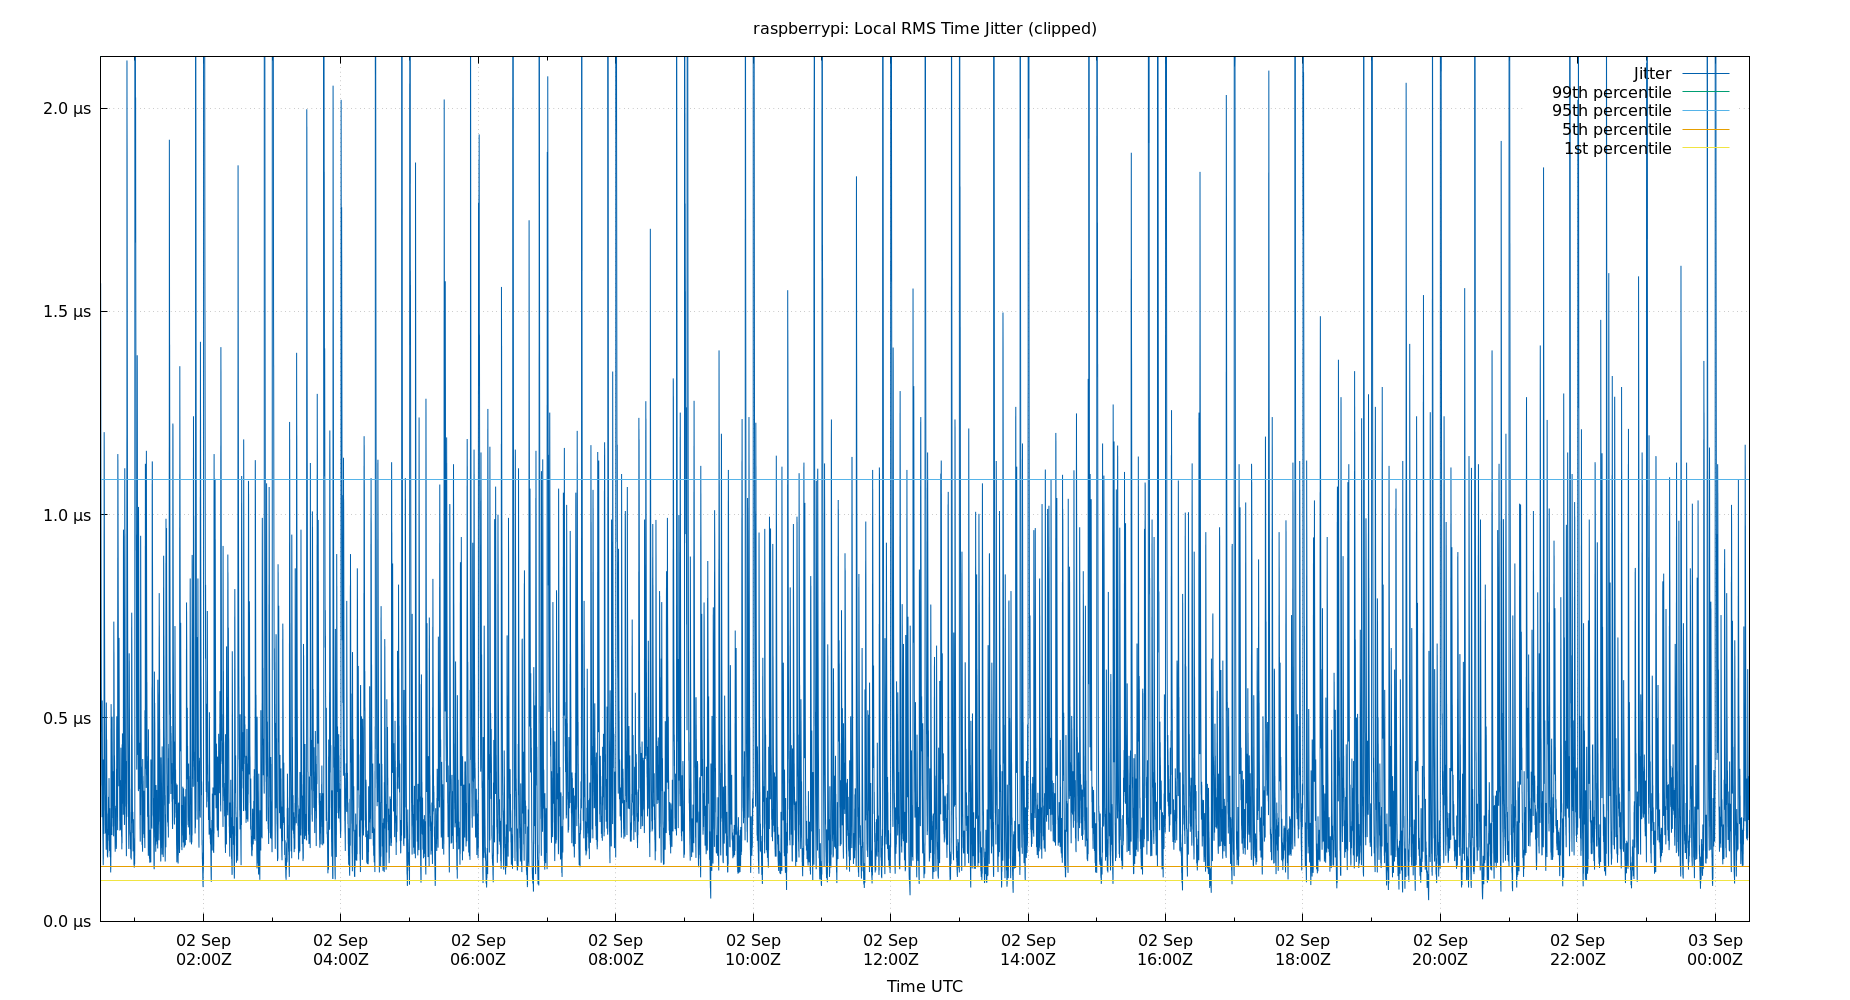 raspberrypi: Local RMS Time Jitter (clipped)
Jitter
99th percentile
95th percentile
5th percentile
1st percentile
2.0 µs
1.5 µs
1.0 µs
0.5 µs
0.0 µs
02 Sep 02 Sep 02 Sep 02 Sep 02 Sep 02 Sep 02 Sep 02 Sep 02 Sep 02 Sep 02 Sep 03 Sep
02:00Z 04:00Z 06:00Z 08:00Z 10:00Z 12:00Z 14:00Z 16:00Z 18:00Z 20:00Z 22:00Z 00:00Z
Time UTC